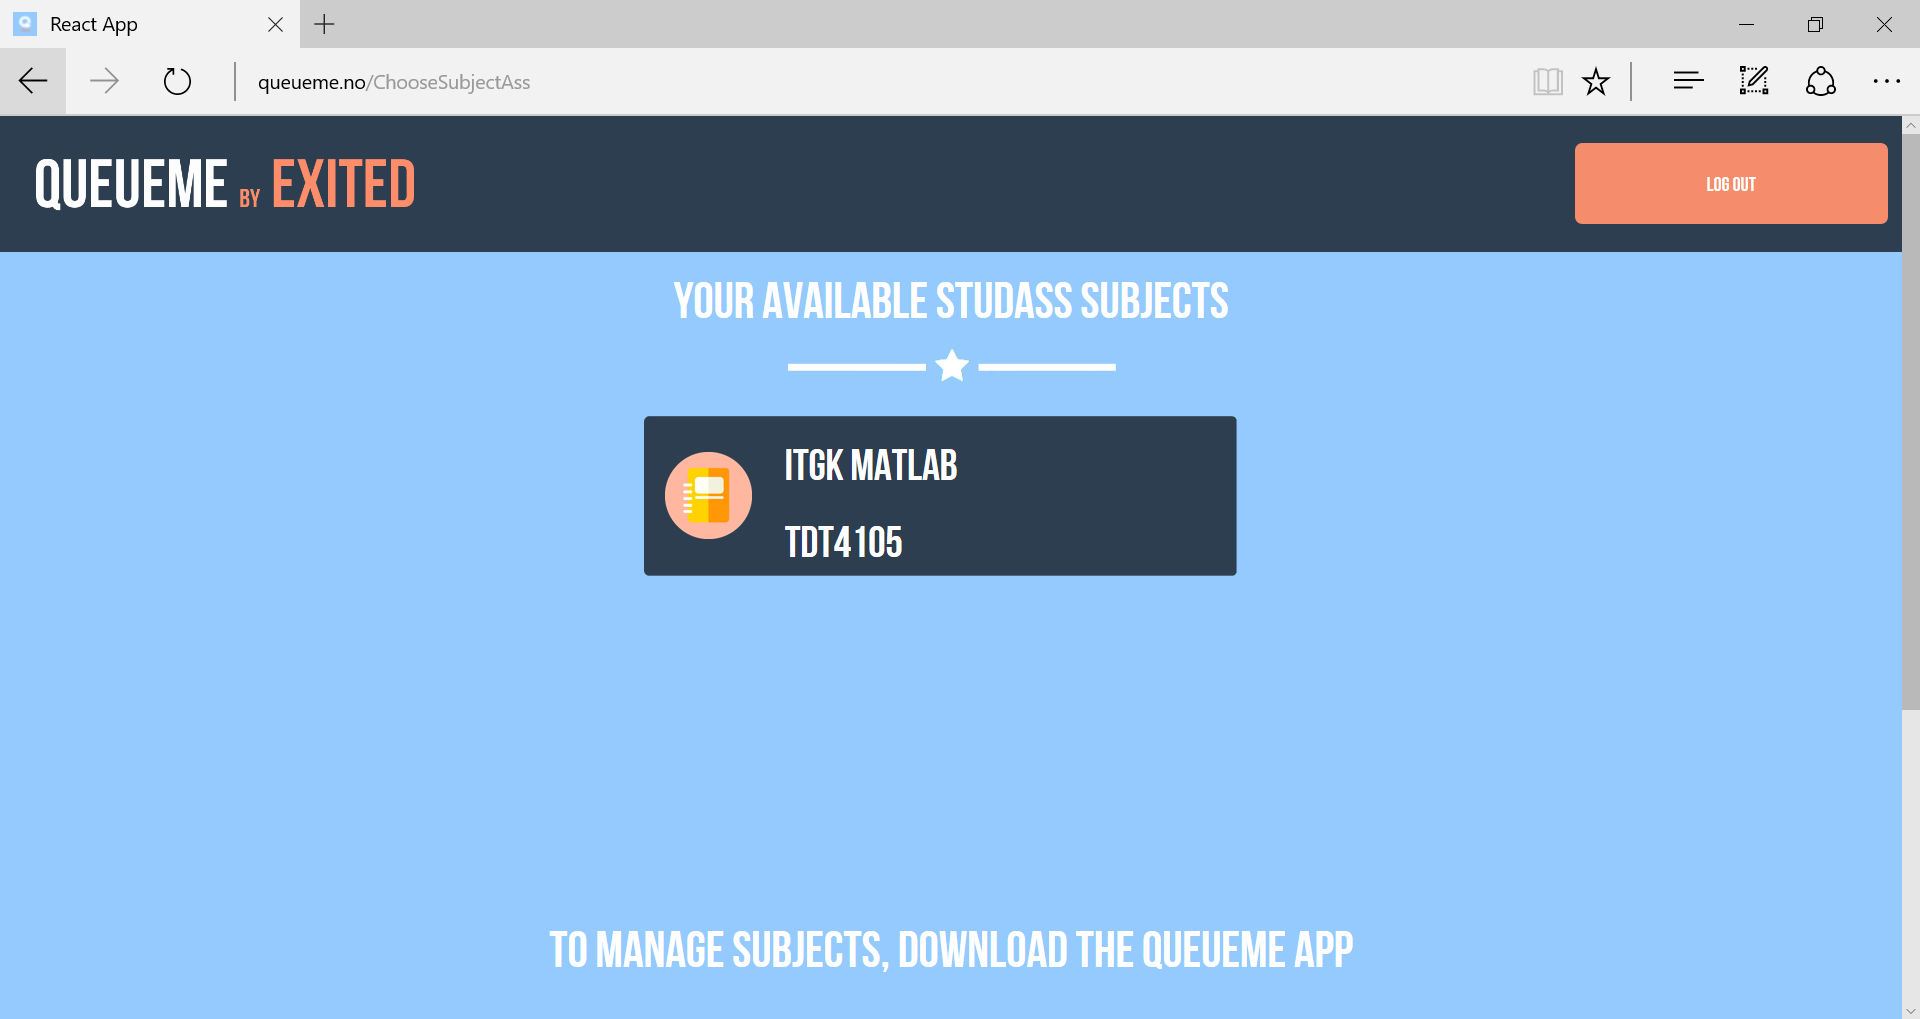 React App
queueme.no/ChooseSubjectAss
QUEUEME BY EXITED
LOG OUT
YOUR AVAILABLE STUDASS SUBJECTS
ITGK MATLAB
TDT4105
TO MANAGE SUBJECTS, DOWNLOAD THE QUEUEME APP